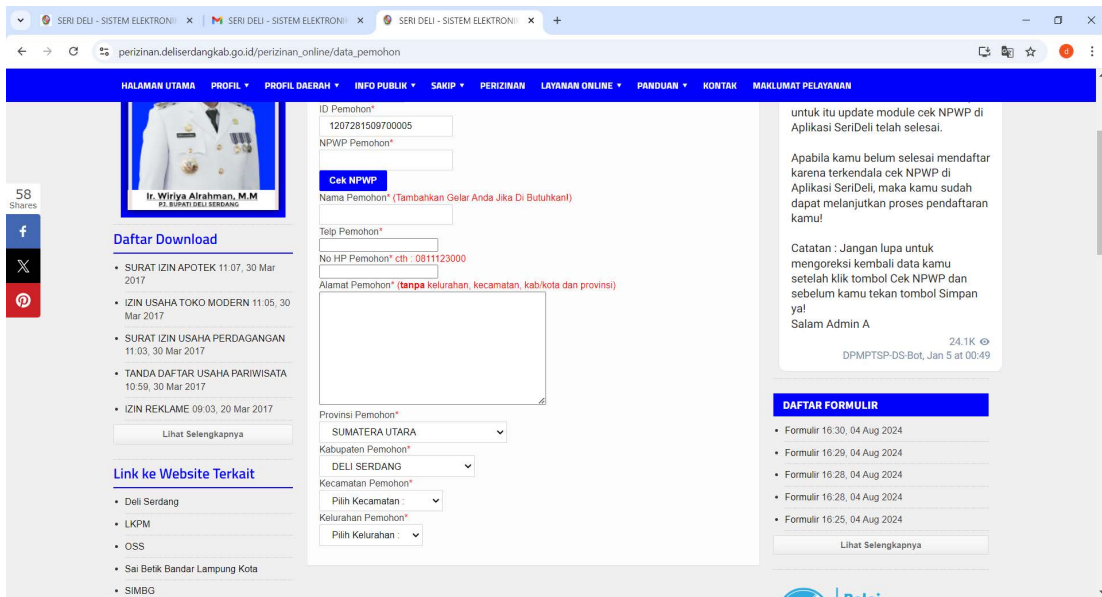 SERI DELI - SISTEM ELEKTRONI
SERI DELI - SISTEM ELEKTRONI
SERI DELI - SISTEM ELEKTRONI
perizinan.deliserdangkab.go.id/perizinan_online/data_pemohon
d
HALAMAN UTAMA PROFIL PROFIL DAERAH INFO PUBLIK SAKIP PERIZINAN LAYANAN ONLINE PANDUAN KONTAK MAKLUMAT PELAYANAN
58
Shares
Ir. Wiriya Alrahman, M.M
PJ. BUPATI DELI SERDANG
Daftar Download
• SURAT IZIN APOTEK 11:07, 30 Mar
2017
• IZIN USAHA TOKO MODERN 11:05, 30
Mar 2017
• SURAT IZIN USAHA PERDAGANGAN
11:03, 30 Mar 2017
• TANDA DAFTAR USAHA PARIWISATA
10:59, 30 Mar 2017
• IZIN REKLAME 09:03, 20 Mar 2017
Lihat Selengkapnya
Link ke Website Terkait
• Deli Serdang
• LKPM
• OSS
• Sai Betik Bandar Lampung Kota
• SIMBG
ID Pemohon*
1207281509700005
NPWP Pemohon*
Cek NPWP
Nama Pemohon* (Tambahkan Gelar Anda Jika Di Butuhkan!)
Telp Pemohon*
No HP Pemohon* cth : 0811123000
Alamat Pemohon* (tanpa kelurahan, kecamatan, kab/kota dan provinsi)
Provinsi Pemohon*
SUMATERA UTARA
Kabupaten Pemohon*
DELI SERDANG
Kecamatan Pemohon*
Pilih Kecamatan :
Kelurahan Pemohon*
Pilih Kelurahan :
untuk itu update module cek NPWP di
Aplikasi SeriDeli telah selesai.
Apabila kamu belum selesai mendaftar
karena terkendala cek NPWP di
Aplikasi SeriDeli, maka kamu sudah
dapat melanjutkan proses pendaftaran
kamu!
Catatan : Jangan lupa untuk
mengoreksi kembali data kamu
setelah klik tombol Cek NPWP dan
sebelum kamu tekan tombol Simpan
ya!
Salam Admin A
24.1K
DPMPTSP-DS-Bot, Jan 5 at 00:49
DAFTAR FORMULIR
• Formulir 16:30, 04 Aug 2024
• Formulir 16:29, 04 Aug 2024
• Formulir 16:28, 04 Aug 2024
• Formulir 16:28, 04 Aug 2024
• Formulir 16:25, 04 Aug 2024
Lihat Selengkapnya